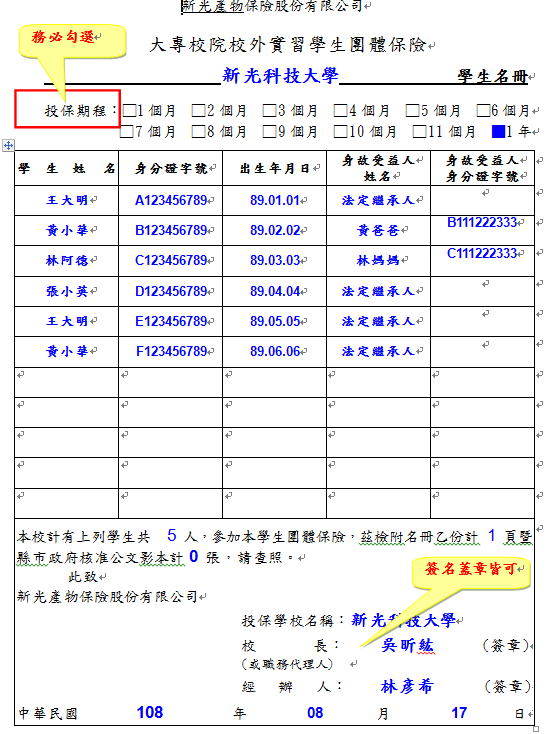 新光產物保險股份有限公司
務必勾選
大專校院校外實習學生團體保險
新光科技大學 學生名冊
投保期程：□1個月 □2個月 □3個月 □4個月 □5個月 □6個月
□7個月 □8個月 □9個月 □10個月 □11個月 ■1年
學生姓名 身分證字號 出生年月日 身故受益人姓名 身故受益人身分證字號
王大明 A123456789 89.01.01 法定繼承人
黃小華 B123456789 89.02.02 黃爸爸 B111222333
林阿德 C123456789 89.03.03 林媽媽 C111222333
張小英 D123456789 89.04.04 法定繼承人
王大明 E123456789 89.05.05 法定繼承人
黃小華 F123456789 89.06.06 法定繼承人
本校計有上列學生共 5 人，參加本學生團體保險，茲檢附名冊乙份計 1 頁暨
縣市政府核准公文影本計 0 張，請查照。
此致
簽名蓋章皆可
新光產物保險股份有限公司
投保學校名稱：新光科技大學
校長： 吳昕紘 (簽章)
(或職務代理人)
經辦人： 林彥希 (簽章)
中華民國 108 年 08 月 17 日